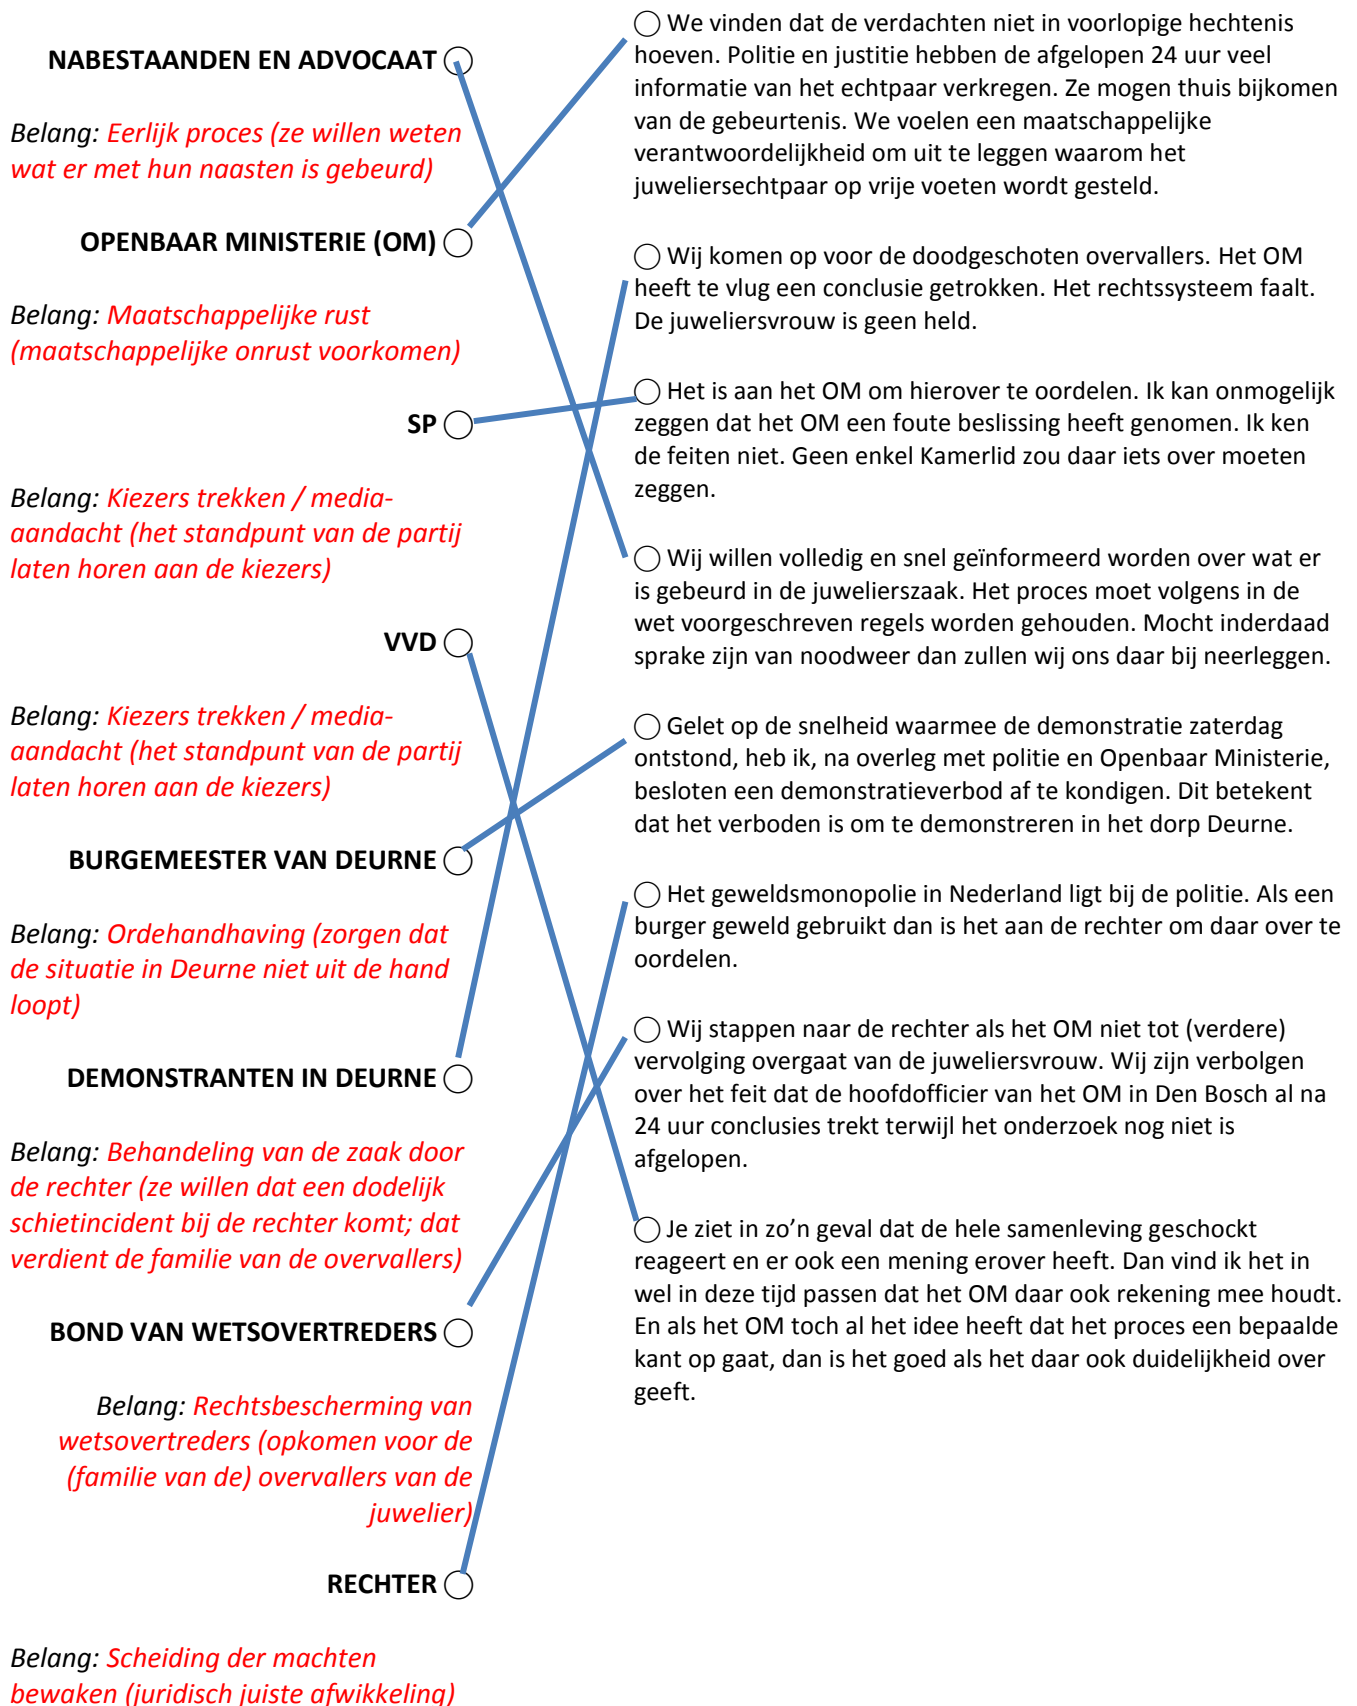 NABESTAANDEN EN ADVOCAAT
Belang: Eerlijk proces (ze willen weten
wat er met hun naasten is gebeurd)
OPENBAAR MINISTERIE (OM)
Belang: Maatschappelijke rust
(maatschappelijke onrust voorkomen)
SP
Belang: Kiezers trekken / media-
aandacht (het standpunt van de partij
laten horen aan de kiezers)
VVD
Belang: Kiezers trekken / media-
aandacht (het standpunt van de partij
laten horen aan de kiezers)
BURGEMEESTER VAN DEURNE
Belang: Ordehandhaving (zorgen dat
de situatie in Deurne niet uit de hand
loopt)
DEMONSTRANTEN IN DEURNE
Belang: Behandeling van de zaak door
de rechter (ze willen dat een dodelijk
schietincident bij de rechter komt; dat
verdient de familie van de overvallers)
BOND VAN WETSOVERTREDERS
Belang: Rechtsbescherming van
wetsovertreders (opkomen voor de
(familie van de) overvallers van de
juwelier)
RECHTER
Belang: Scheiding der machten
bewaken (juridisch juiste afwikkeling)
We vinden dat de verdachten niet in voorlopige hechtenis
hoeven. Politie en justitie hebben de afgelopen 24 uur veel
informatie van het echtpaar verkregen. Ze mogen thuis bijkomen
van de gebeurtenis. We voelen een maatschappelijke
verantwoordelijkheid om uit te leggen waarom het
juweliersechtpaar op vrije voeten wordt gesteld.
Wij komen op voor de doodgeschoten overvallers. Het OM
heeft te vlug een conclusie getrokken. Het rechtssysteem faalt.
De juweliersvrouw is geen held.
Het is aan het OM om hierover te oordelen. Ik kan onmogelijk
zeggen dat het OM een foute beslissing heeft genomen. Ik ken
de feiten niet. Geen enkel Kamerlid zou daar iets over moeten
zeggen.
Wij willen volledig en snel geïnformeerd worden over wat er
is gebeurd in de juwelierszaak. Het proces moet volgens in de
wet voorgeschreven regels worden gehouden. Mocht inderdaad
sprake zijn van noodweer dan zullen wij ons daar bij neerleggen.
Gelet op de snelheid waarmee de demonstratie zaterdag
ontstond, heb ik, na overleg met politie en Openbaar Ministerie,
besloten een demonstratieverbod af te kondigen. Dit betekent
dat het verboden is om te demonstreren in het dorp Deurne.
Het geweldsmonopolie in Nederland ligt bij de politie. Als een
burger geweld gebruikt dan is het aan de rechter om daar over te
oordelen.
Wij stappen naar de rechter als het OM niet tot (verdere)
vervolging overgaat van de juweliersvrouw. Wij zijn verbolgen
over het feit dat de hoofdofficier van het OM in Den Bosch al na
24 uur conclusies trekt terwijl het onderzoek nog niet is
afgelopen.
Je ziet in zo’n geval dat de hele samenleving geschockt
reageert en er ook een mening erover heeft. Dan vind ik het in
wel in deze tijd passen dat het OM daar ook rekening mee houdt.
En als het OM toch al het idee heeft dat het proces een bepaalde
kant op gaat, dan is het goed als het daar ook duidelijkheid over
geeft.